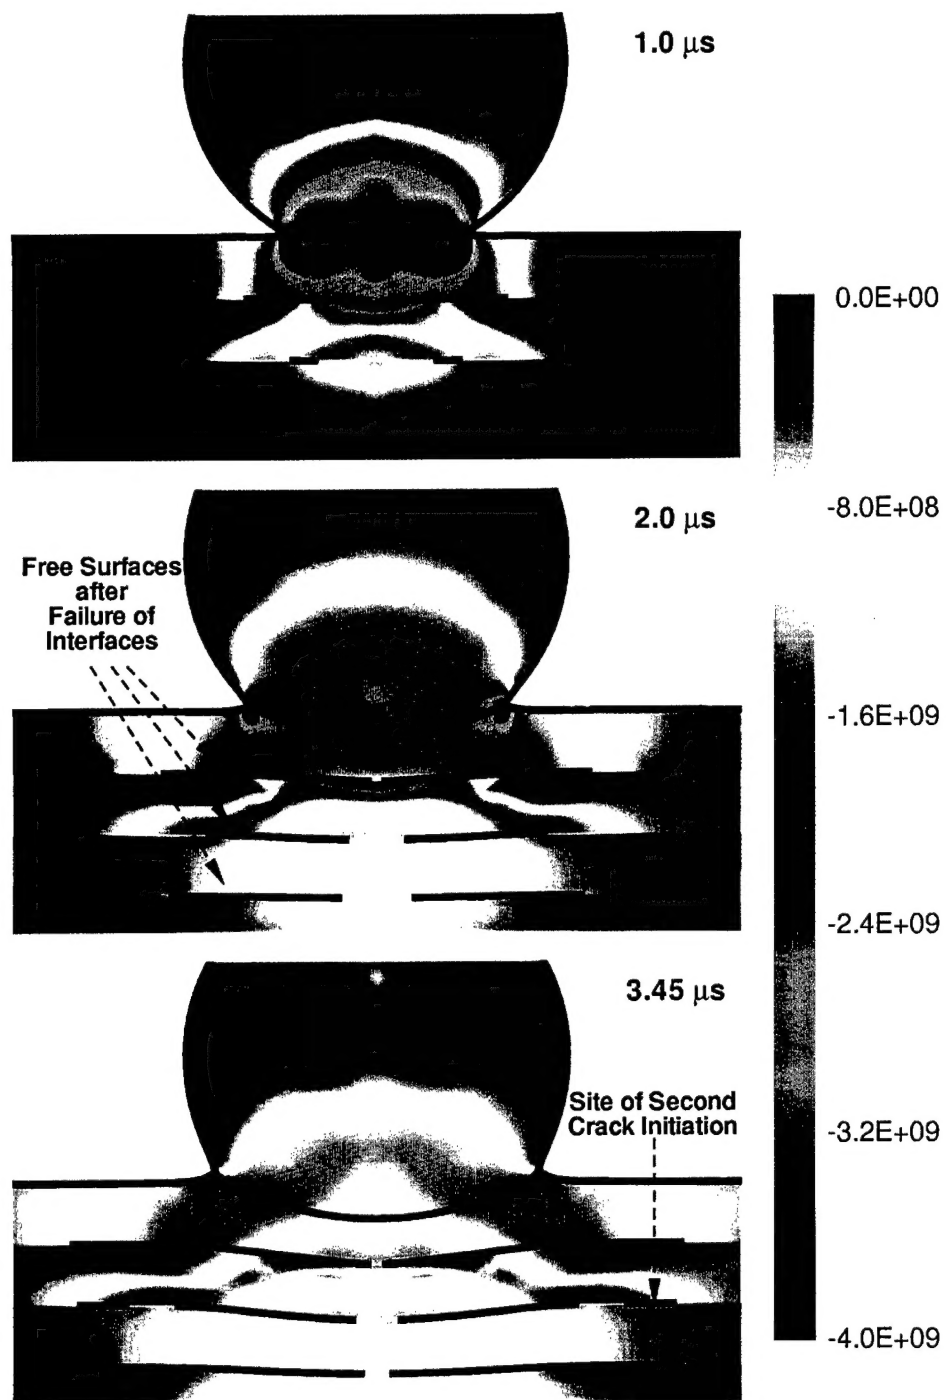 1.0 μs
0.0E+00
-8.0E+08
2.0 μs
Free Surfaces
after
Failure of
Interfaces
-1.6E+09
-2.4E+09
3.45 μs
Site of Second
Crack Initiation
-3.2E+09
-4.0E+09